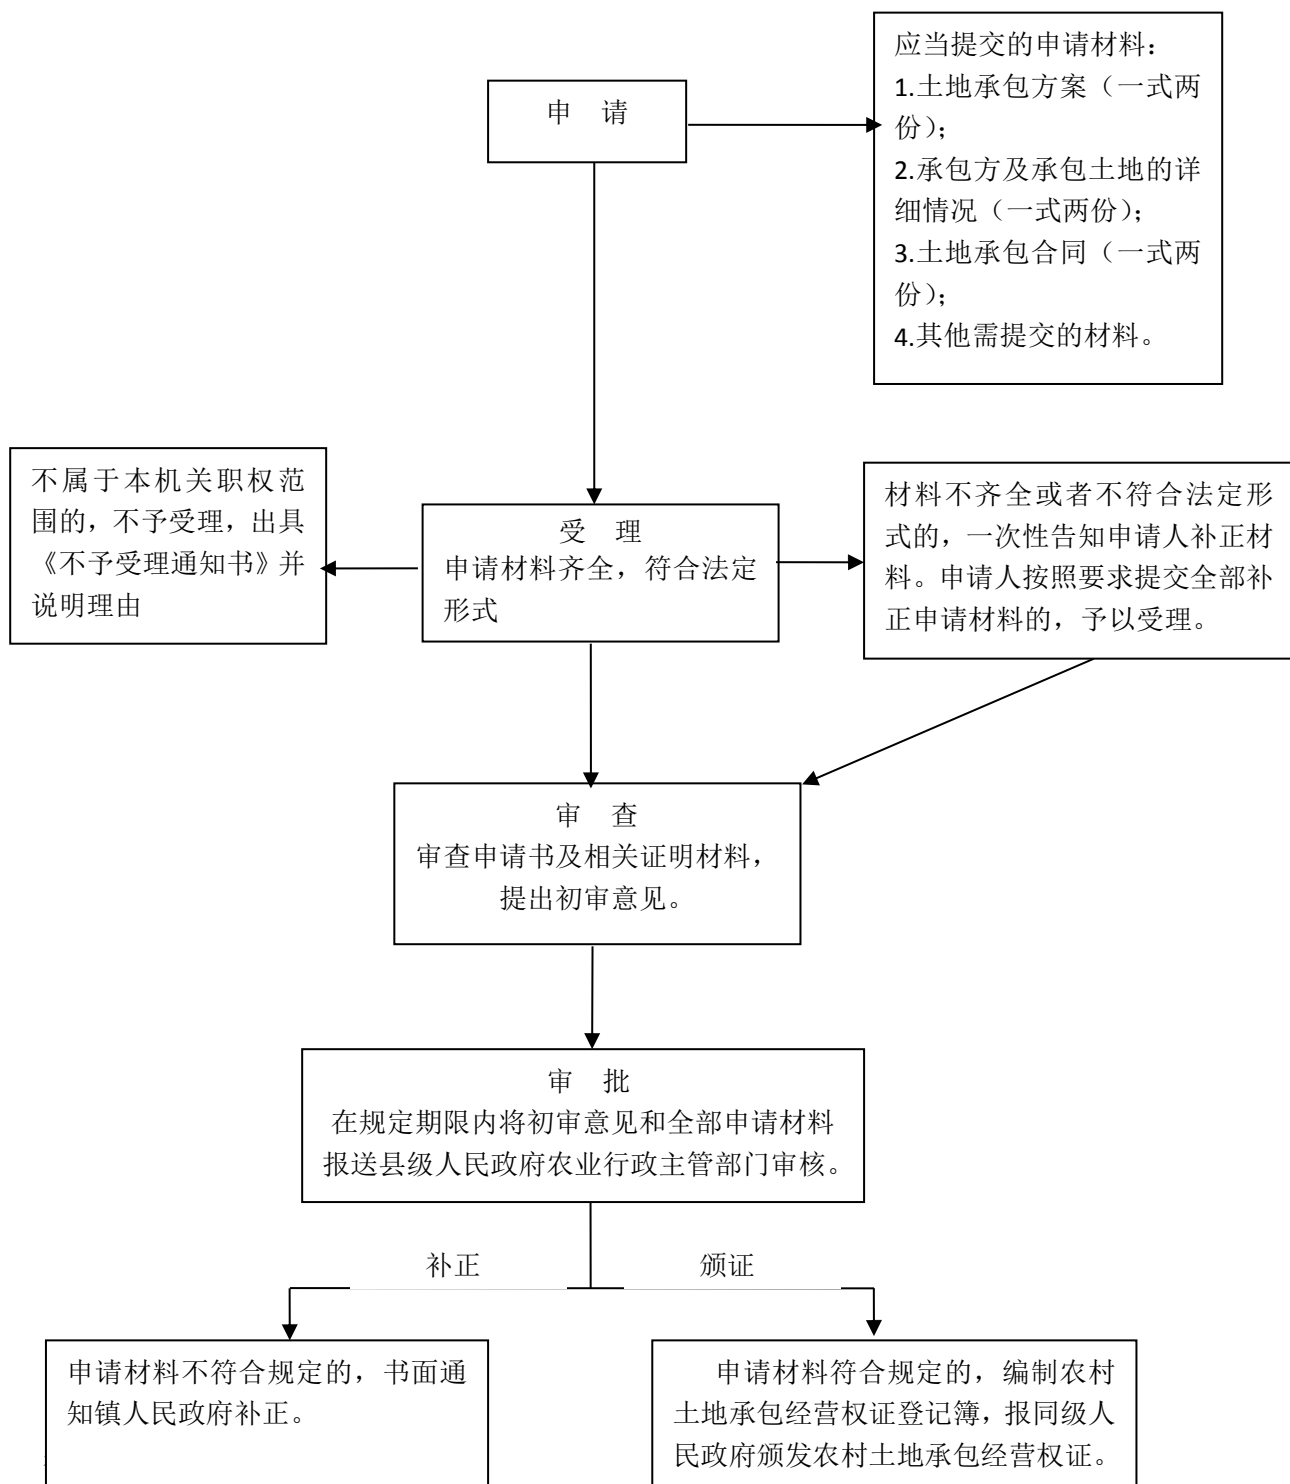 申 请
应当提交的申请材料：
1.土地承包方案（一式两
份）；
2.承包方及承包土地的详
细情况（一式两份）；
3.土地承包合同（一式两
份）；
4.其他需提交的材料。
不属于本机关职权范
围的，不予受理，出具
《不予受理通知书》并
说明理由
受 理
申请材料齐全，符合法定
形式
材料不齐全或者不符合法定形
式的，一次性告知申请人补正材
料。申请人按照要求提交全部补
正申请材料的，予以受理。
审 查
审查申请书及相关证明材料，
提出初审意见。
审 批
在规定期限内将初审意见和全部申请材料
报送县级人民政府农业行政主管部门审核。
补正
颁证
申请材料不符合规定的，书面通
知镇人民政府补正。
申请材料符合规定的，编制农村
土地承包经营权证登记簿，报同级人
民政府颁发农村土地承包经营权证。